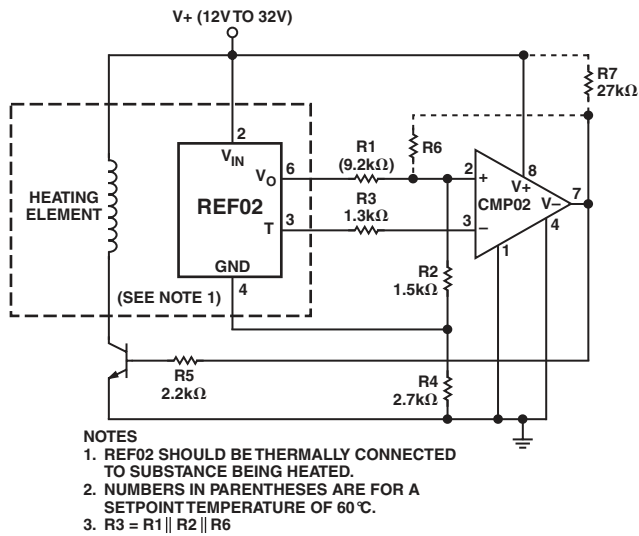 V+ (12V TO 32V)
R7
27kΩ
2
VIN
R1
(9.2kΩ)
R6
8
VO
6
2
+
V+
HEATING
ELEMENT
REF02
R3
1.3kΩ
CMP02
V–
7
T
3
3
–
4
GND
1
R2
1.5kΩ
4
(SEE NOTE 1)
R5
2.2kΩ
R4
2.7kΩ
NOTES
1. REF02 SHOULD BE THERMALLY CONNECTED
TO SUBSTANCE BEING HEATED.
2. NUMBERS IN PARENTHESES ARE FOR A
SETPOINT TEMPERATURE OF 60°C.
3. R3 = R1 || R2 || R6